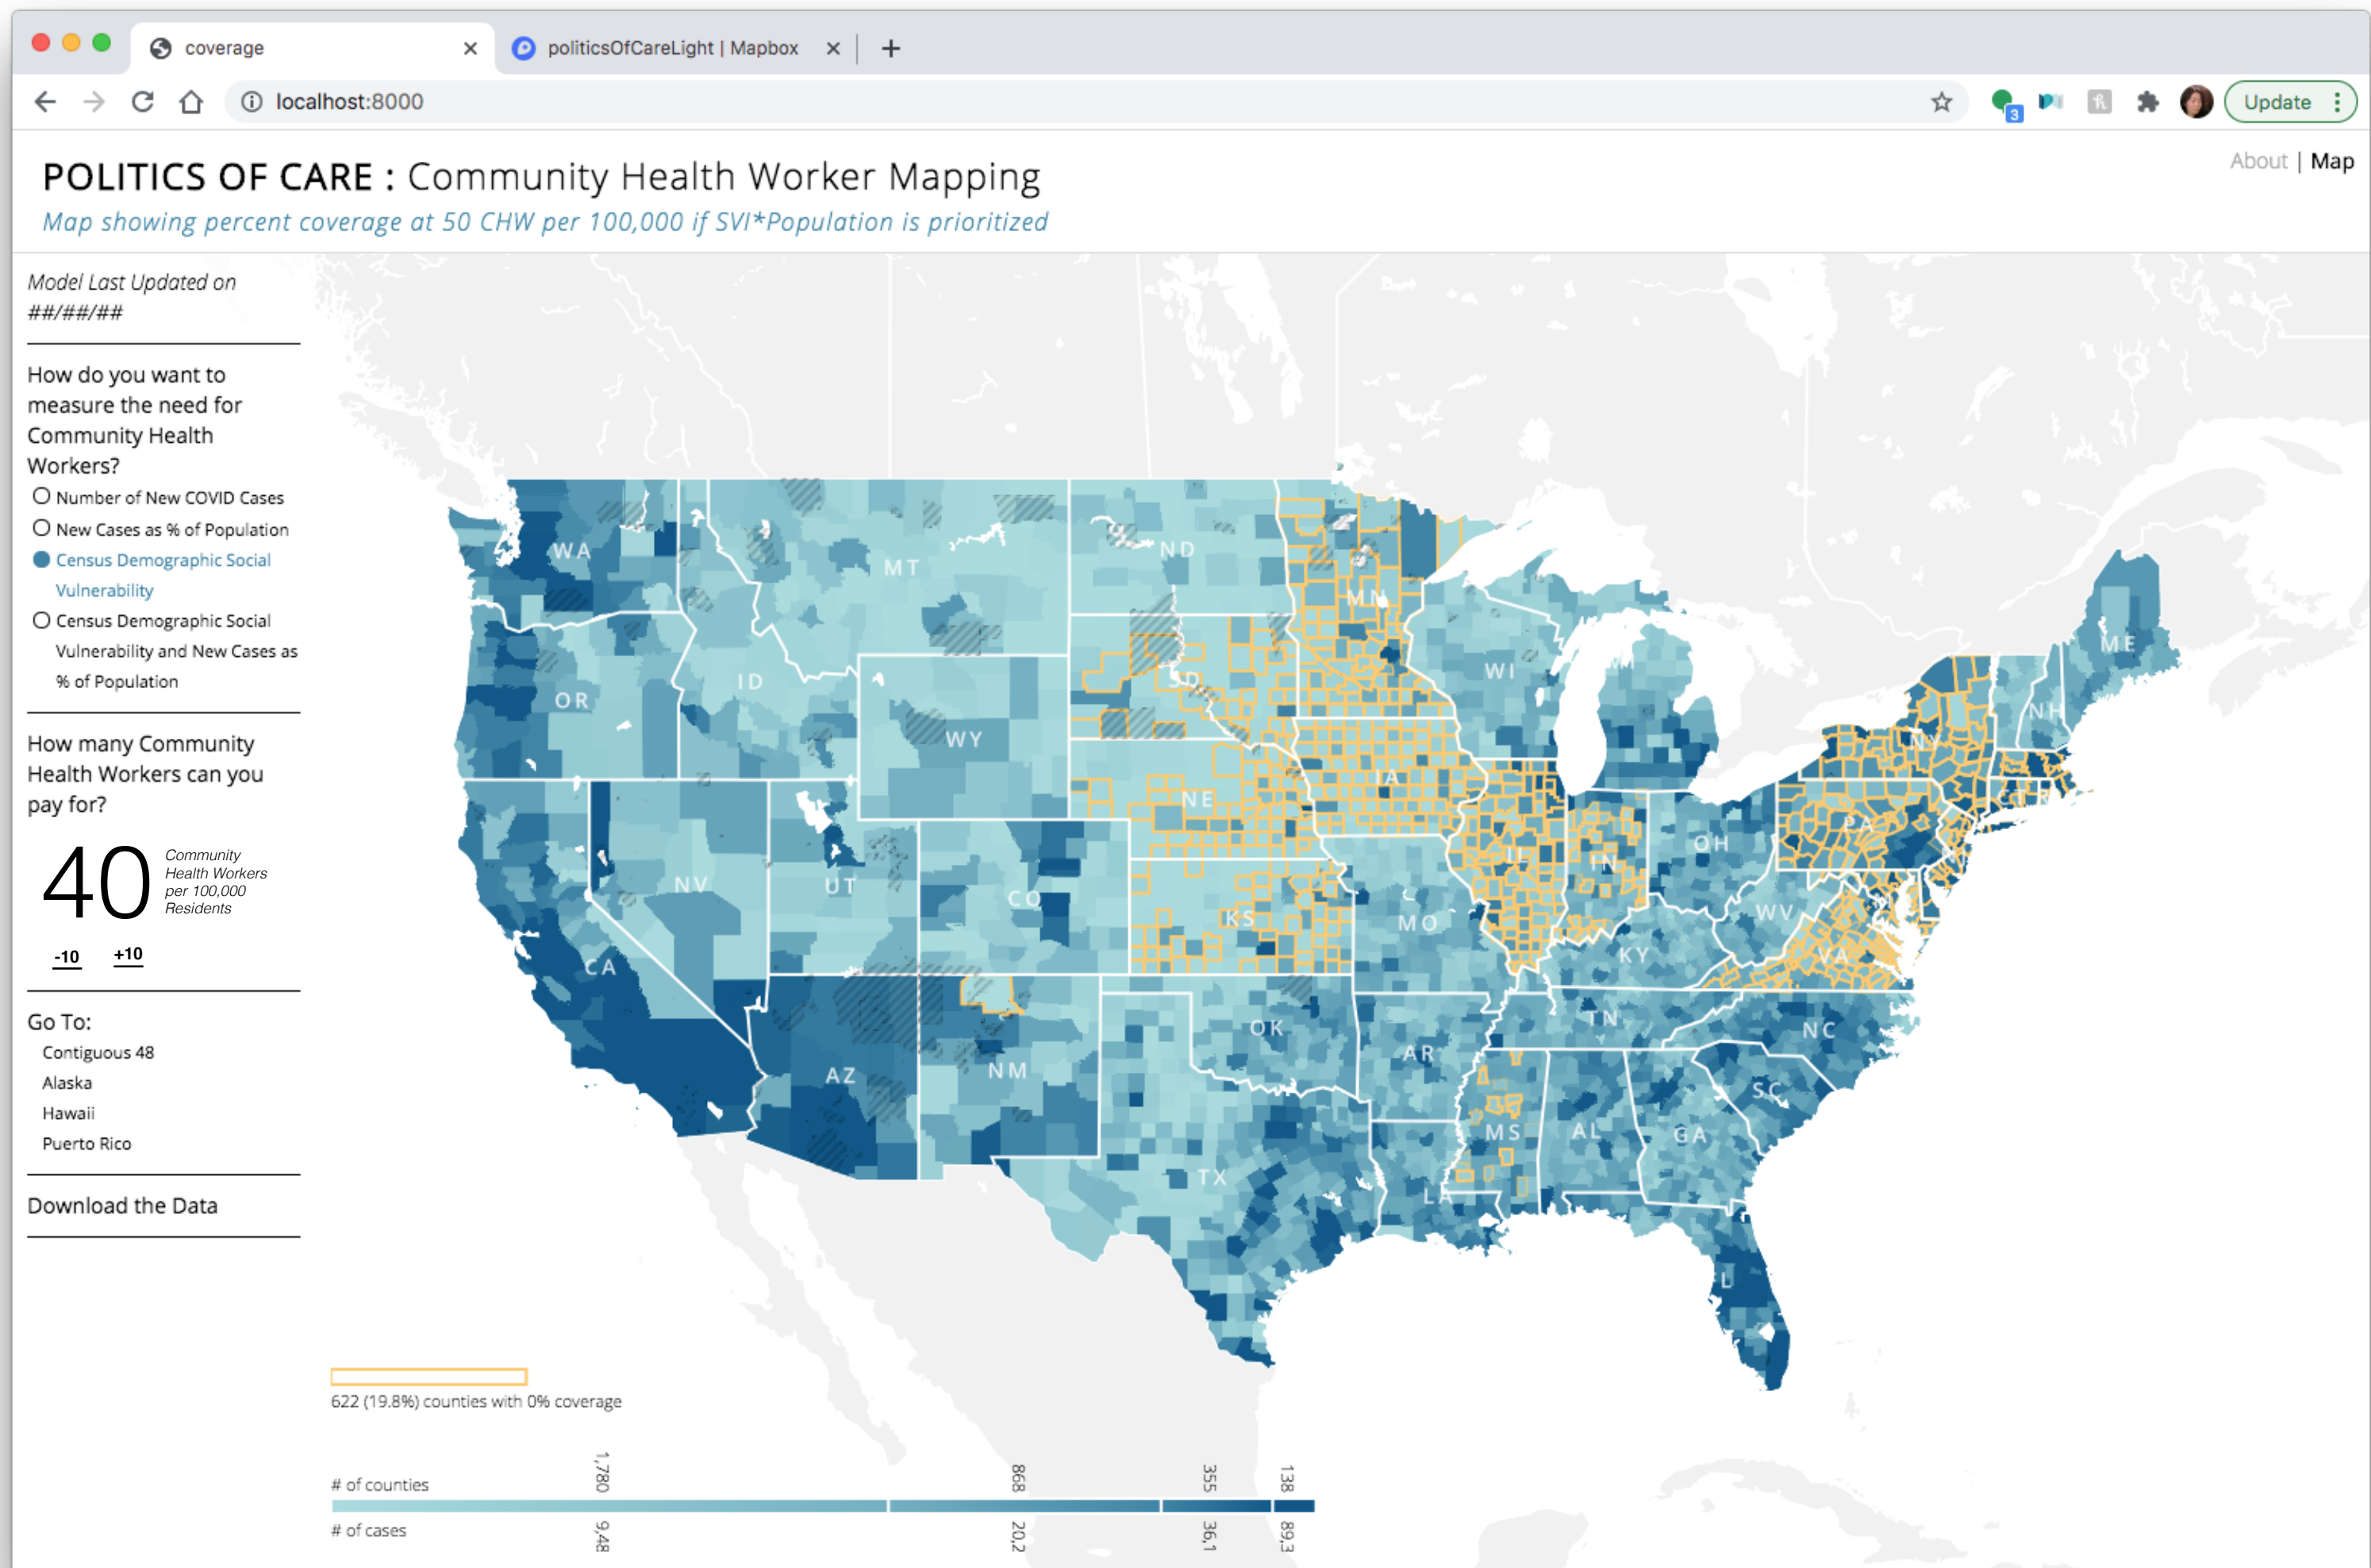 coverage
politicsOfCareLight | Mapbox
localhost:8000
3
Update
POLITICS OF CARE : Community Health Worker Mapping
About | Map
Map showing percent coverage at 50 CHW per 100,000 if SVI*Population is prioritized
Model Last Updated on
##/##/##
How do you want to
measure the need for
Community Health
Workers?
Number of New COVID Cases
New Cases as % of Population
Census Demographic Social
Vulnerability
Census Demographic Social
Vulnerability and New Cases as
% of Population
How many Community
Health Workers can you
pay for?
40
Community
Health Workers
per 100,000
Residents
-10 +10
Go To:
Contiguous 48
Alaska
Hawaii
Puerto Rico
Download the Data
WA
MT
ND
MN
OR
ID
WY
WI
ME
NH
NY
NV
UT
CO
NE
IA
IL
IN
OH
PA
CA
KS
MO
KY
WV
VA
AZ
NM
OK
AR
TN
NC
SC
TX
LA
MS
AL
GA
622 (19.8%) counties with 0% coverage
# of counties
1,780 868 355 138
# of cases
9,48 20,2 36,1 89,3